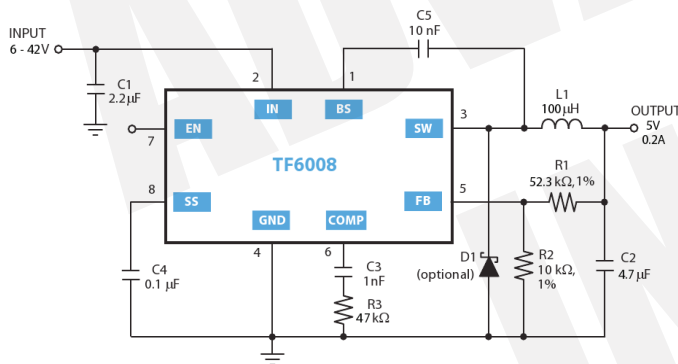 INPUT
6 - 42V
C1
2.2µF
C5
10 nF
2
1
IN
BS
L1
100µH
OUTPUT
5V
0.2A
3
SW
EN
7
TF6008
R1
52.3 kΩ,1%
8
SS
5
FB
GND
COMP
4
6
C4
0.1 µF
C3
1nF
R3
47kΩ
D1
(optional)
R2
10 kΩ,
1%
C2
4.7µF